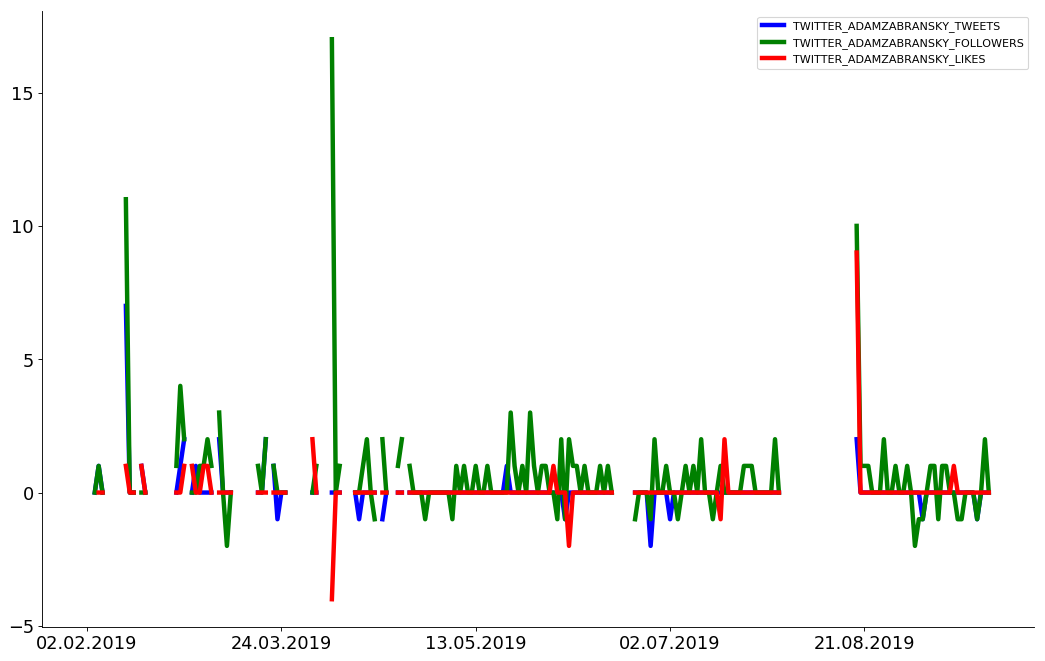 TWITTER_ADAMZABRANSKY_TWEETS
TWITTER_ADAMZABRANSKY_FOLLOWERS
TWITTER_ADAMZABRANSKY_LIKES
15
10
5
0
−5
02.02.2019 24.03.2019 13.05.2019 02.07.2019 21.08.2019